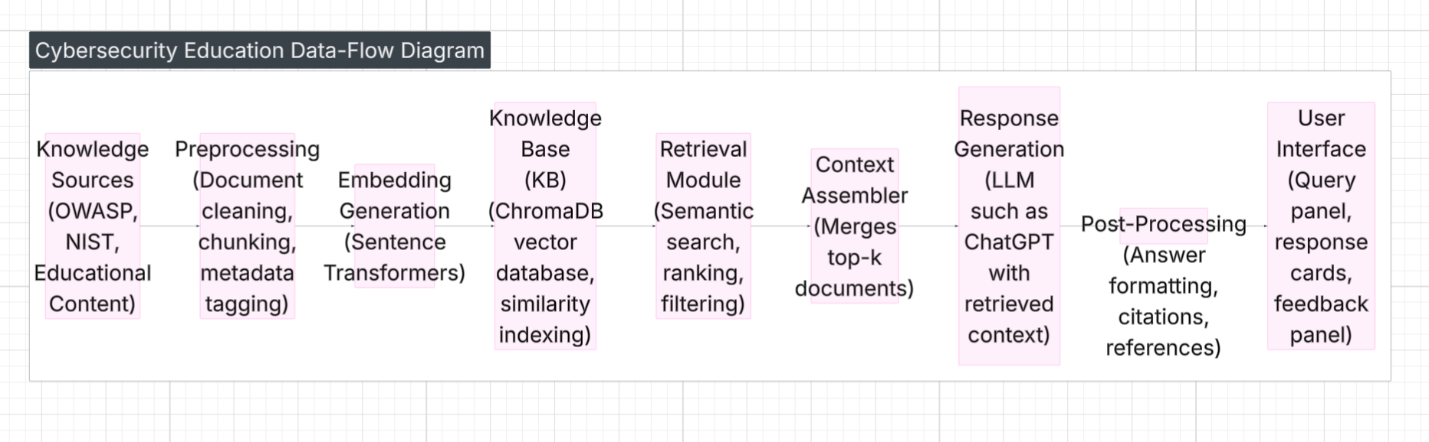 Cybersecurity Education Data-Flow Diagram
Knowledge
Sources
(OWASP,
NIST,
Educational
Content)
Preprocessing
(Document
cleaning,
chunking,
metadata
tagging)
Embedding
Generation
(Sentence
Transformers)
Knowledge
Base
(KB)
(ChromaDB
vector
database,
similarity
indexing)
Retrieval
Module
(Semantic
search,
ranking,
filtering)
Context
Assembler
(Merges
top-k
documents)
Response
Generation
(LLM
such as
ChatGPT
with
retrieved
context)
Post-Processing
(Answer
formatting,
citations,
references)
User
Interface
(Query
panel,
response
cards,
feedback
panel)